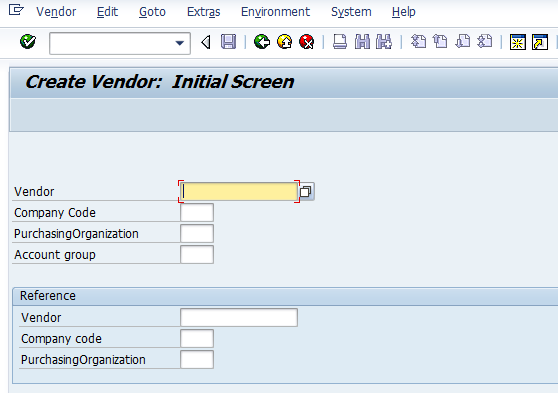 Vendor Edit Goto Extras Environment System Help
Create Vendor: Initial Screen
Vendor
Company Code
PurchasingOrganization
Account group
Reference
Vendor
Company code
PurchasingOrganization